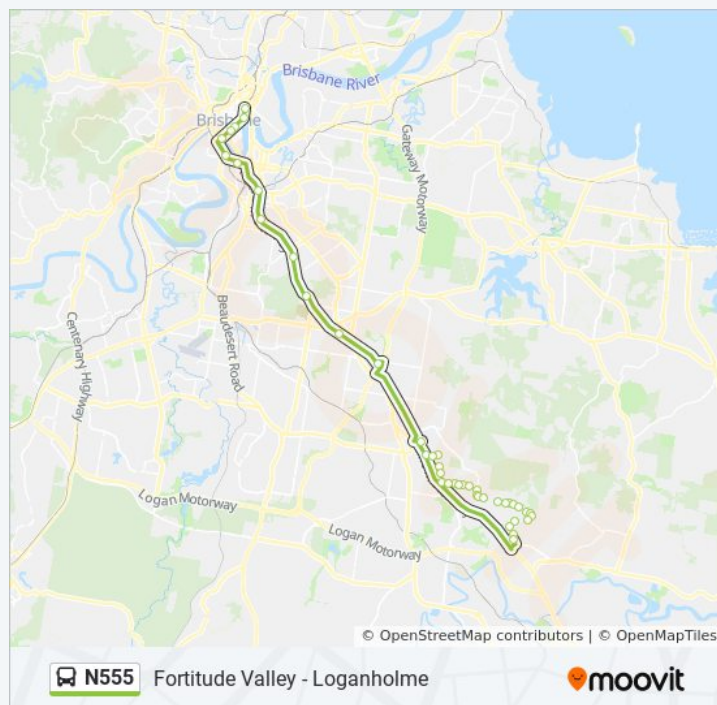 Brisbane River
Brisbane
Gateway Motorway
Centenary Highway
Beaudesert Road
Logan Motorway
Logan Motorway
© OpenStreetMap contributors | © OpenMapTiles
N555 Fortitude Valley - Loganholme
moovit